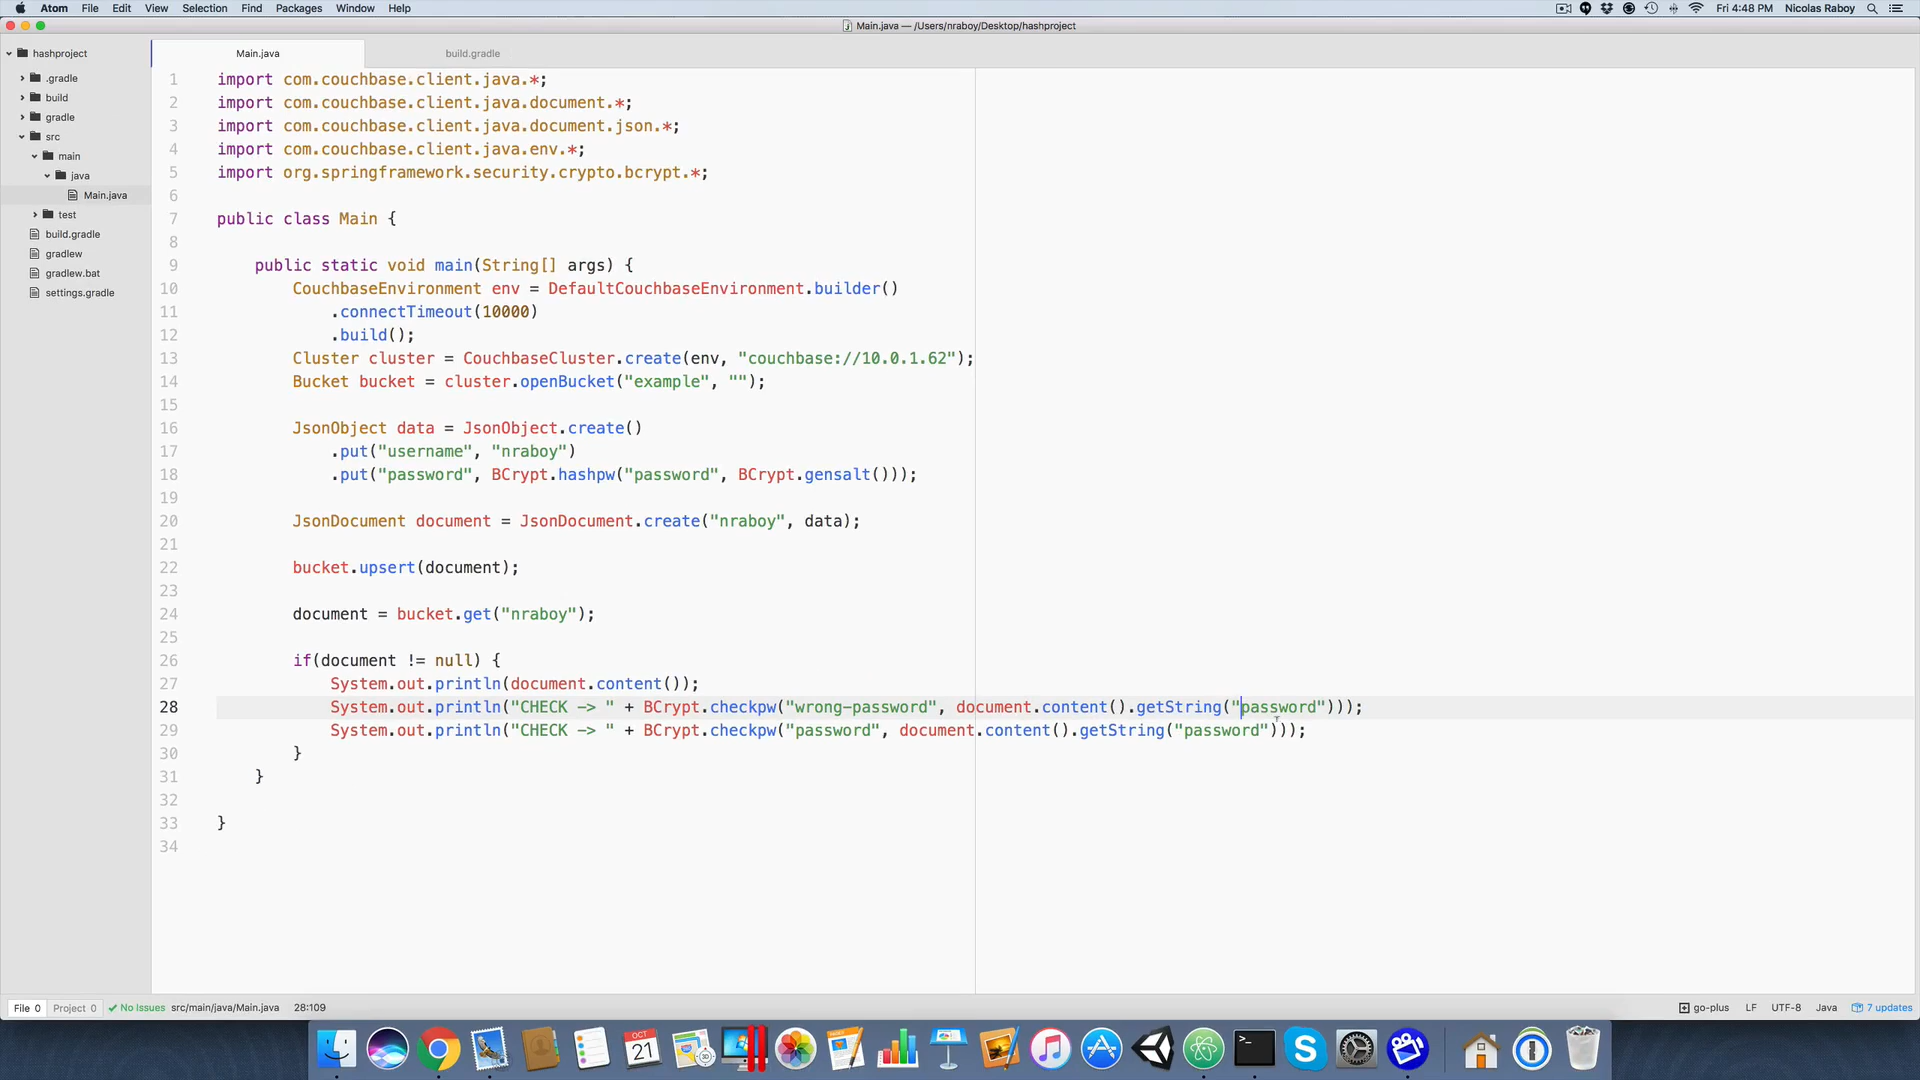 Atom File Edit View Selection Find Packages Window Help
Fri 4:48 PM Nicolas Raboy
Main.java — /Users/nraboy/Desktop/hashproject
hashproject
.gradle
build
gradle
src
main
java
Main.java
test
build.gradle
gradlew
gradlew.bat
settings.gradle
Main.java build.gradle
1 import com.couchbase.client.java.*;
2 import com.couchbase.client.java.document.*;
3 import com.couchbase.client.java.document.json.*;
4 import com.couchbase.client.java.env.*;
5 import org.springframework.security.crypto.bcrypt.*;
6
7 public class Main {
8
9 public static void main(String[] args) {
10 CouchbaseEnvironment env = DefaultCouchbaseEnvironment.builder()
11 .connectTimeout(10000)
12 .build();
13 Cluster cluster = CouchbaseCluster.create(env, "couchbase://10.0.1.62");
14 Bucket bucket = cluster.openBucket("example", "");
15
16 JsonObject data = JsonObject.create()
17 .put("username", "nraboy")
18 .put("password", BCrypt.hashpw("password", BCrypt.gensalt()));
19
20 JsonDocument document = JsonDocument.create("nraboy", data);
21
22 bucket.upsert(document);
23
24 document = bucket.get("nraboy");
25
26 if(document != null) {
27 System.out.println(document.content());
28 System.out.println("CHECK -> " + BCrypt.checkpw("wrong-password", document.content().getString("password")));
29 System.out.println("CHECK -> " + BCrypt.checkpw("password", document.content().getString("password")));
30 }
31 }
32
33 }
34
File 0 Project 0 No Issues src/main/java/Main.java 28:109
go-plus LF UTF-8 Java 7 updates
OCT
21